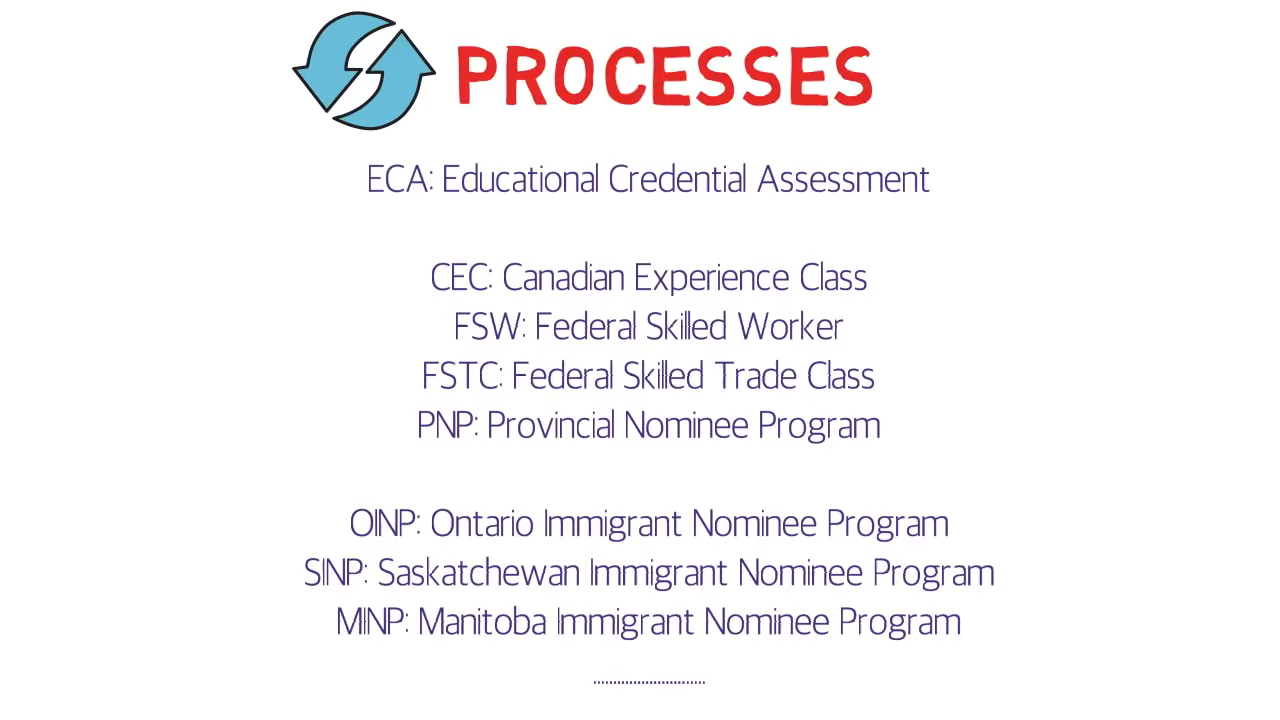 PROCESSES
ECA: Educational Credential Assessment
CEC: Canadian Experience Class
FSW: Federal Skilled Worker
FSTC: Federal Skilled Trade Class
PNP: Provincial Nominee Program
OINP: Ontario Immigrant Nominee Program
SINP: Saskatchewan Immigrant Nominee Program
MINP: Manitoba Immigrant Nominee Program
............................